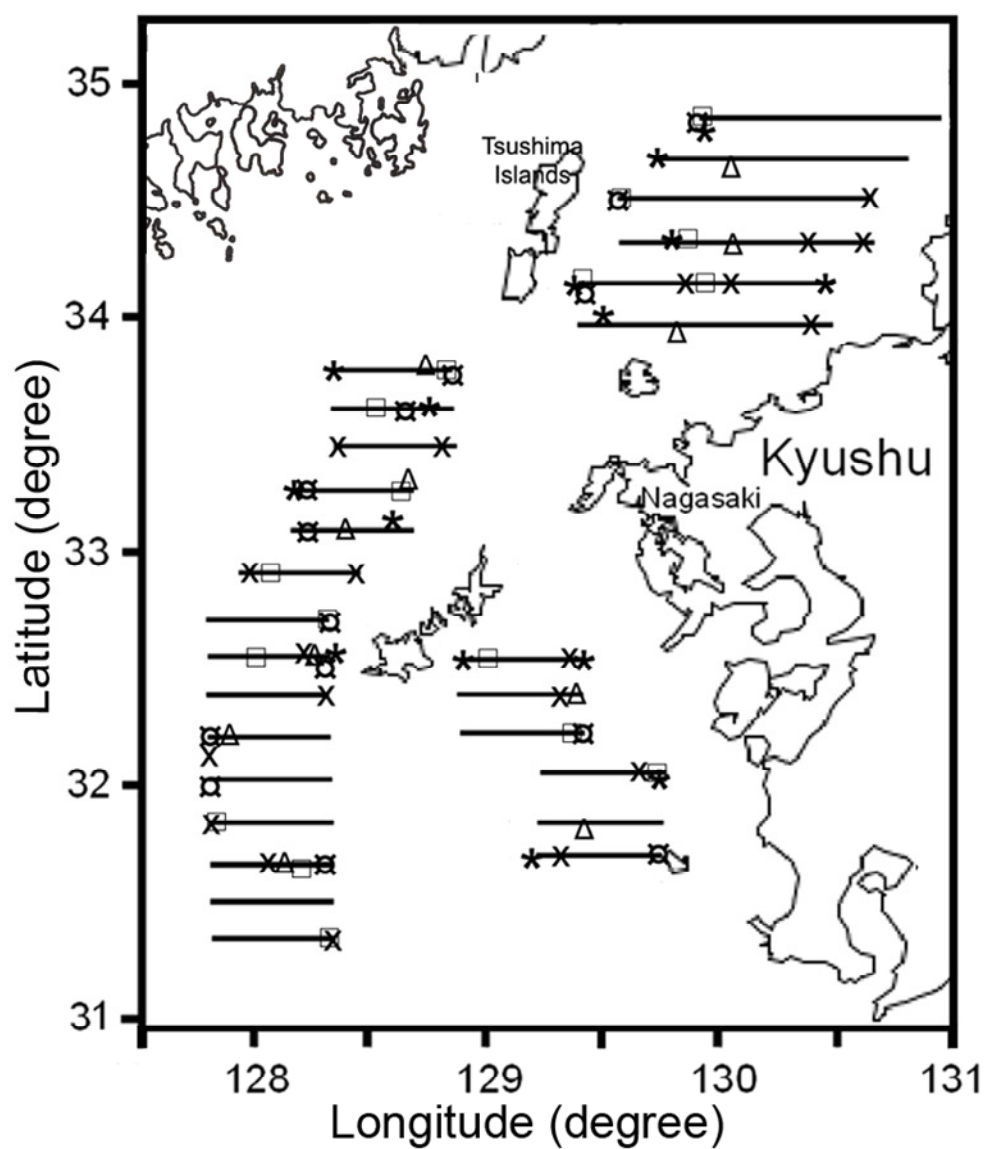 35
Tsushima
Islands
34
Kyushu
Nagasaki
33
32
31
128
129
130
131
Longitude (degree)
Latitude (degree)